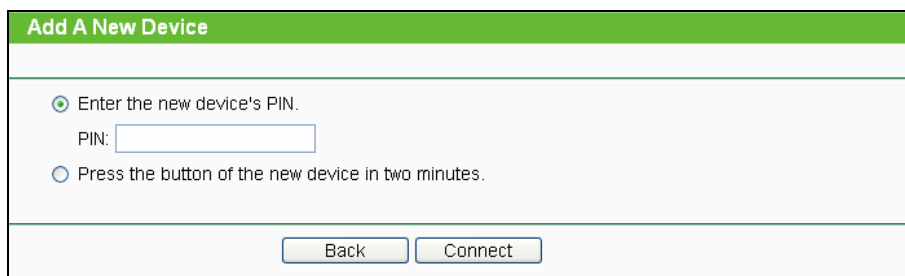 Add A New Device
Enter the new device's PIN.
PIN:
Press the button of the new device in two minutes.
Back Connect